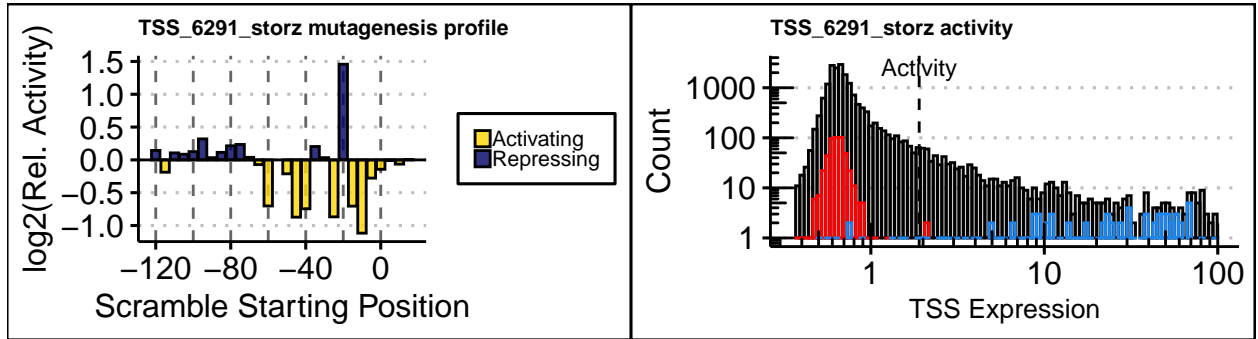 TSS_6291_storz mutagenesis profile
log2(Rel. Activity)
1.5
1.0
0.5
0.0
−0.5
−1.0
−120
−80
−40
0
Scramble Starting Position
Activating
Repressing
TSS_6291_storz activity
Activity
Count
1000
100
10
1
1
10
100
TSS Expression